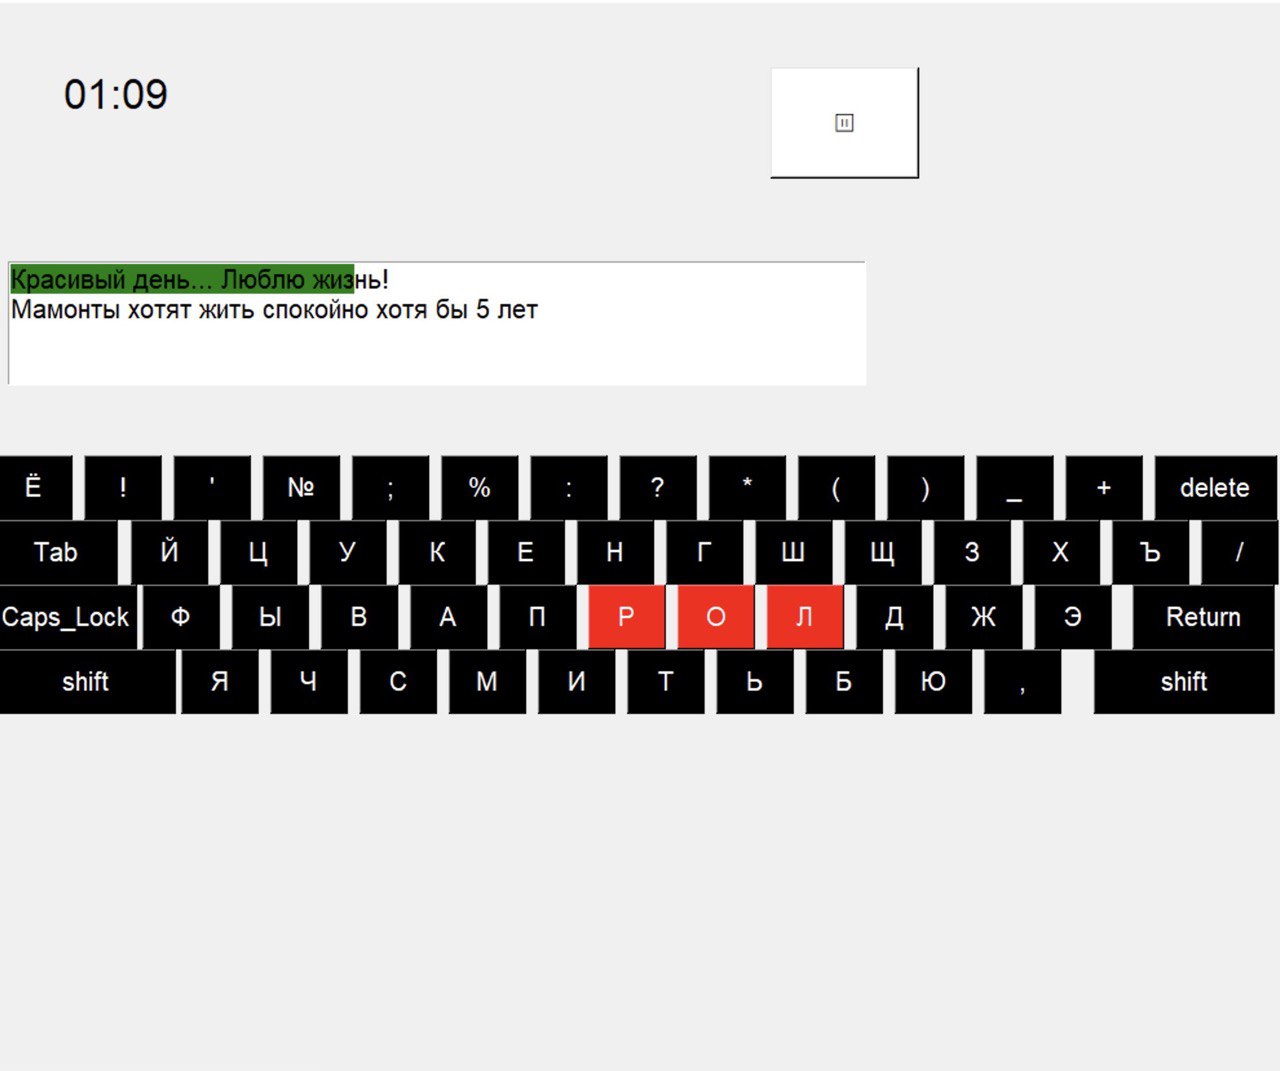 01:09
Красивый день... Люблю жизнь!
Мамонты хотят жить спокойно хотя бы 5 лет
Ё ! ' № ; % : ? * ( ) _ + delete
Tab Й Ц У К Е Н Г Ш Щ З Х Ъ /
Caps_Lock Ф Ы В А П Р О Л Д Ж Э Return
shift Я Ч С М И Т Ь Б Ю , shift